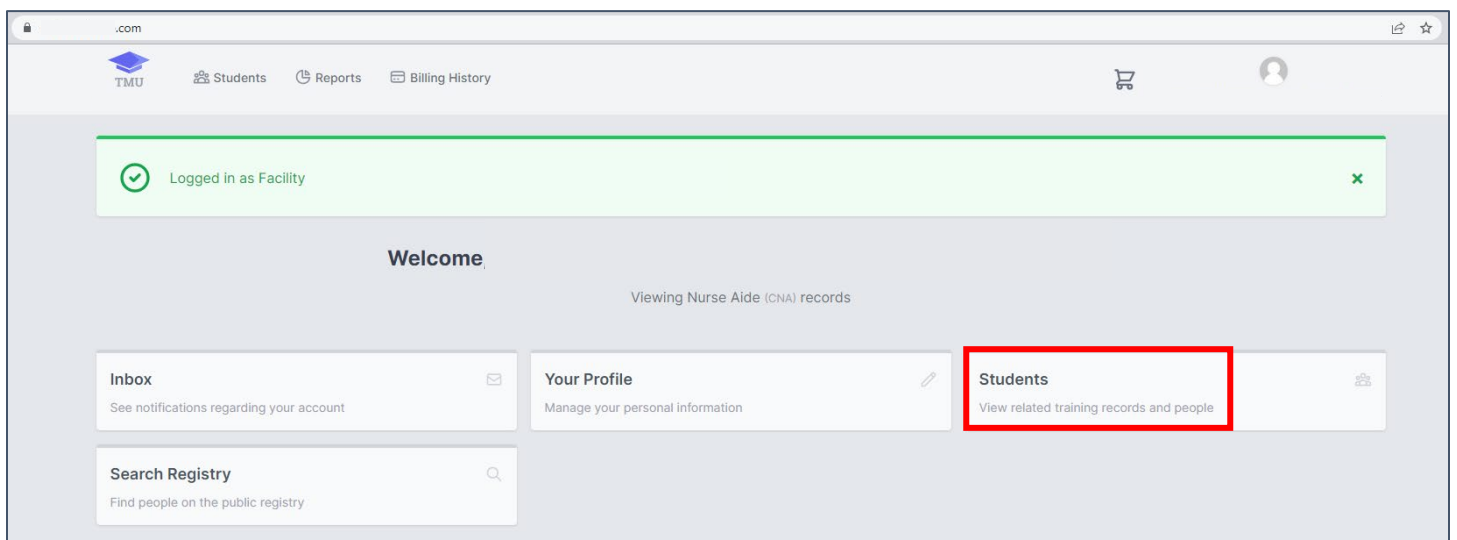 .com
TMU
Students Reports Billing History
Logged in as Facility
Welcome,
Viewing Nurse Aide (CNA) records
Inbox
See notifications regarding your account
Your Profile
Manage your personal information
Students
View related training records and people
Search Registry
Find people on the public registry